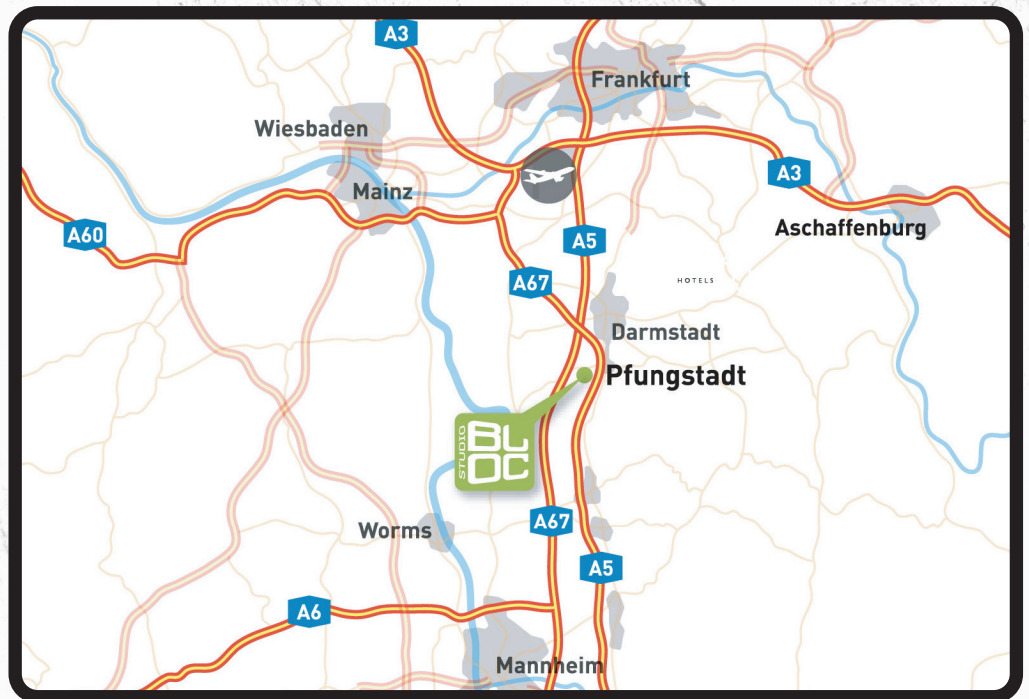 A3
Frankfurt
Wiesbaden
A3
Mainz
Aschaffenburg
A60
A5
HOTELS
A67
Darmstadt
Pfungstadt
STUDIO
BL
OC
A67
Worms
A5
A6
Mannheim